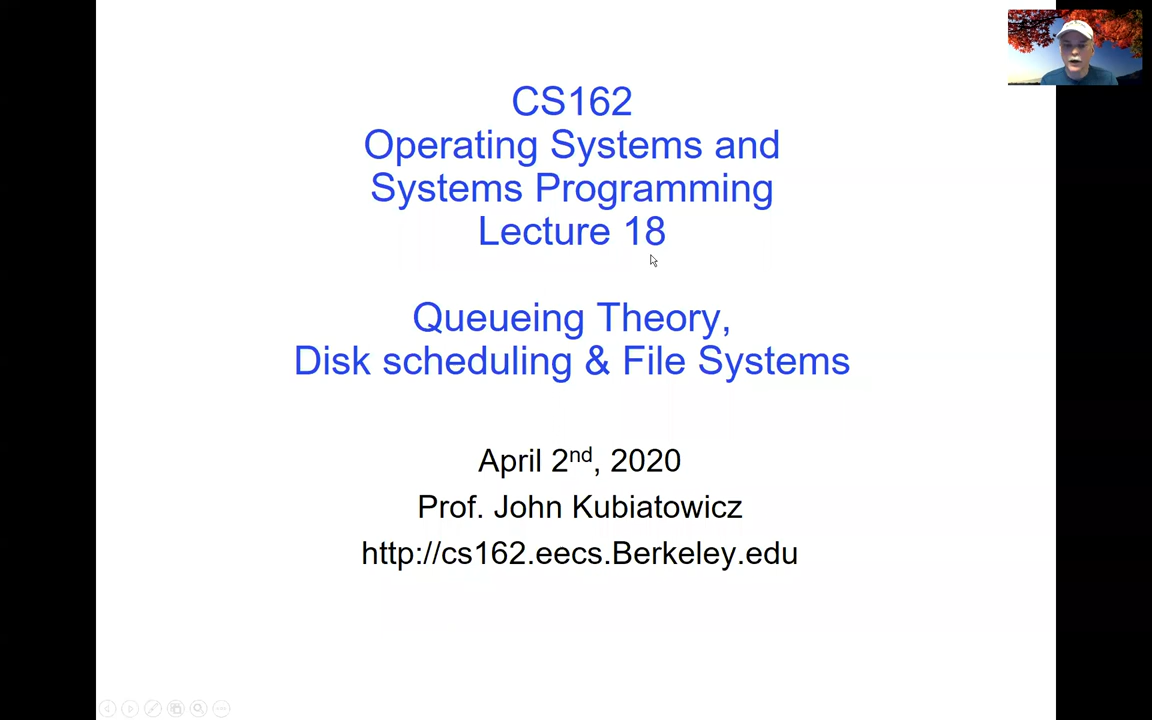 CS162
Operating Systems and
Systems Programming
Lecture 18
Queueing Theory,
Disk scheduling & File Systems
April 2nd, 2020
Prof. John Kubiatowicz
http://cs162.eecs.Berkeley.edu